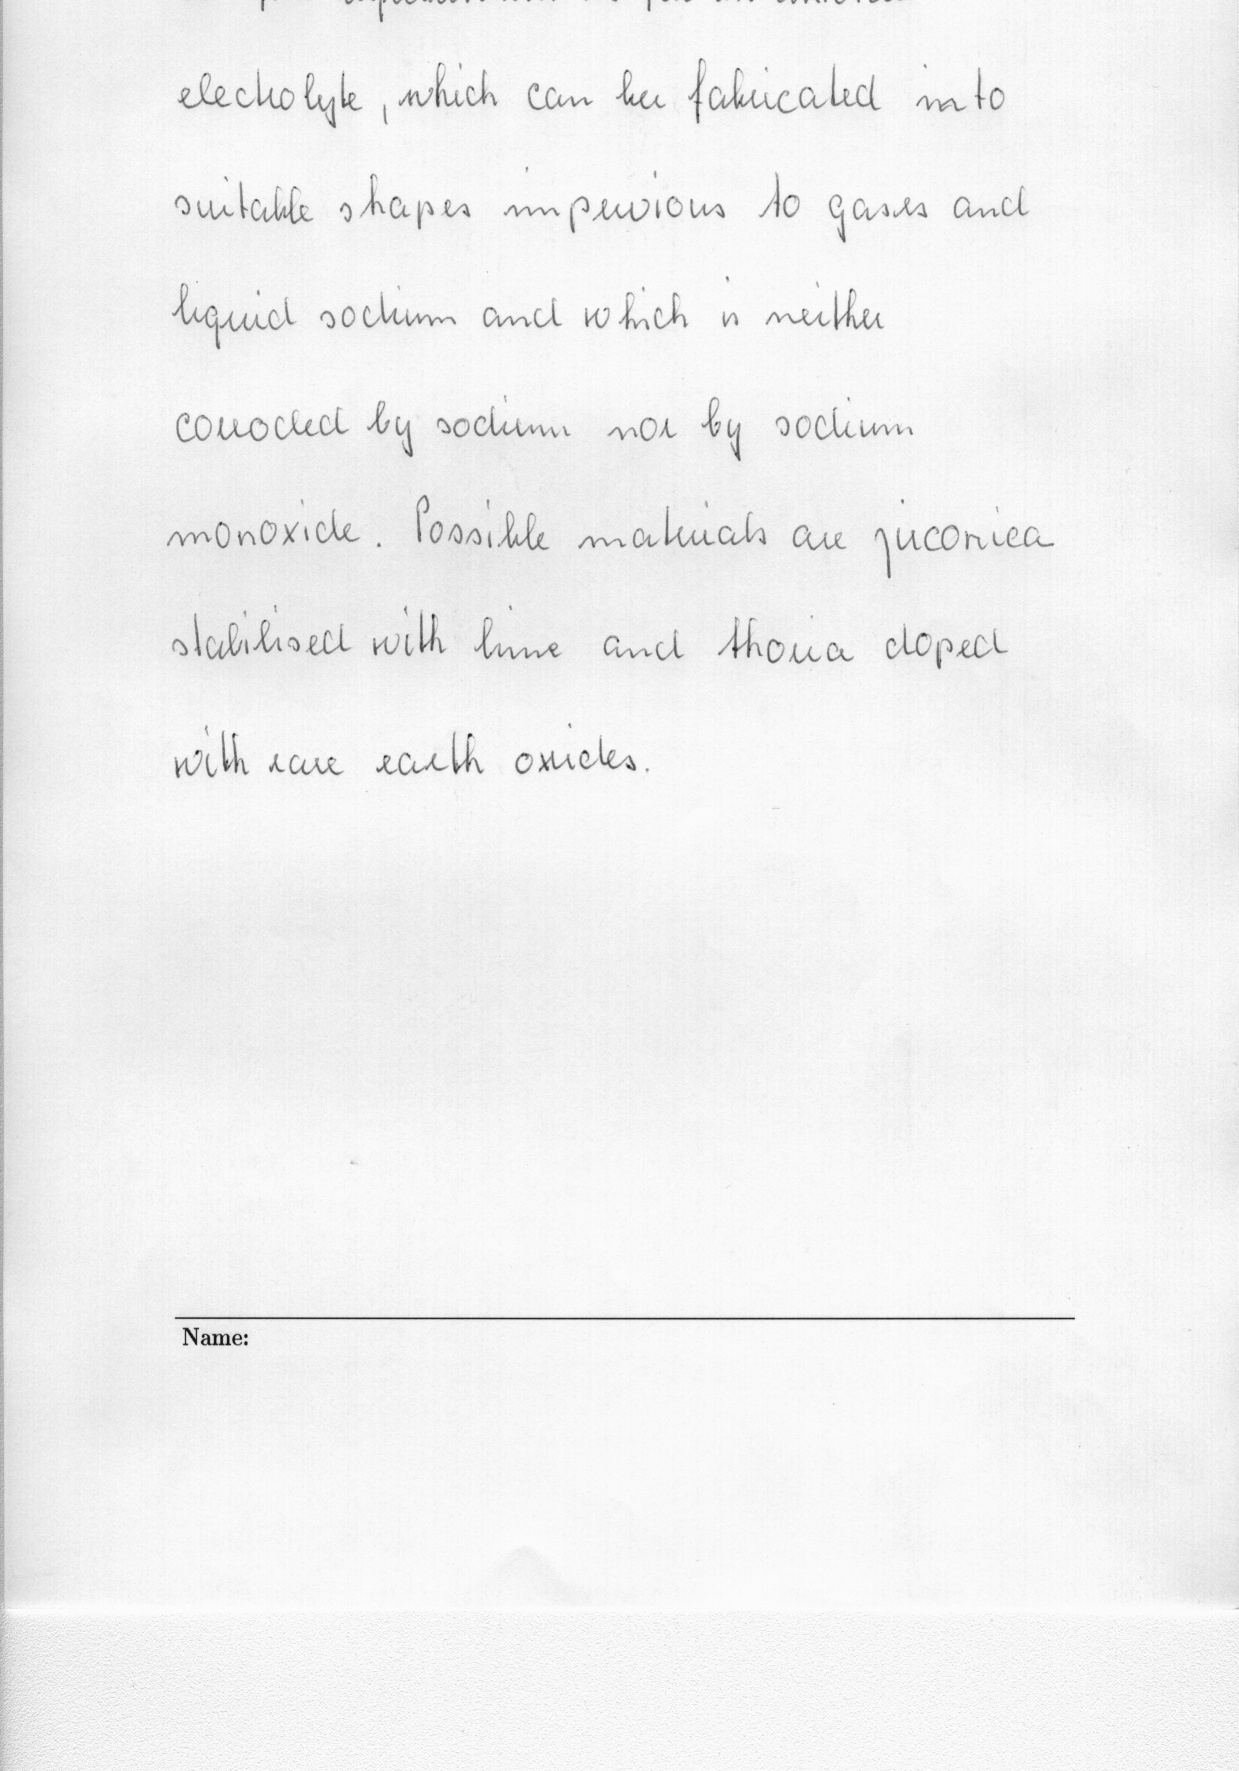 electrolyte, which can be fabricated into
suitable shapes impervious to gases and
liquid sodium and which is neither
corroded by sodium nor by sodium
monoxide. Possible materials are zirconica
stabilised with lime and thoria doped
with rare earth oxides.
Name: